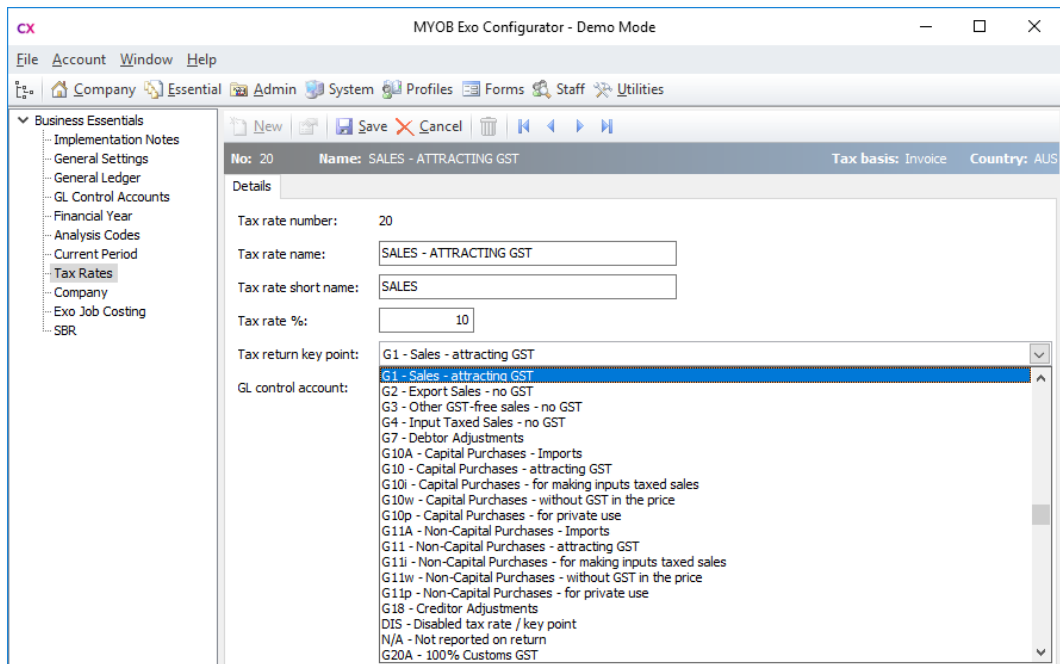 CX MYOB Exo Configurator - Demo Mode
File Account Window Help
Company Essential Admin System Profiles Forms Staff Utilities
Business Essentials
Implementation Notes
General Settings
General Ledger
GL Control Accounts
Financial Year
Analysis Codes
Current Period
Tax Rates
Company
Exo Job Costing
SBR
New Save Cancel
No: 20 Name: SALES - ATTRACTING GST Tax basis: Invoice Country: AUS
Details
Tax rate number: 20
Tax rate name: SALES - ATTRACTING GST
Tax rate short name: SALES
Tax rate %: 10
Tax return key point: G1 - Sales - attracting GST
GL control account:
G1 - Sales - attracting GST
G2 - Export Sales - no GST
G3 - Other GST-free sales - no GST
G4 - Input Taxed Sales - no GST
G7 - Debtor Adjustments
G10A - Capital Purchases - Imports
G10 - Capital Purchases - attracting GST
G10i - Capital Purchases - for making inputs taxed sales
G10w - Capital Purchases - without GST in the price
G10p - Capital Purchases - for private use
G11A - Non-Capital Purchases - Imports
G11 - Non-Capital Purchases - attracting GST
G11i - Non-Capital Purchases - for making inputs taxed sales
G11w - Non-Capital Purchases - without GST in the price
G11p - Non-Capital Purchases - for private use
G18 - Creditor Adjustments
DIS - Disabled tax rate / key point
N/A - Not reported on return
G20A - 100% Customs GST